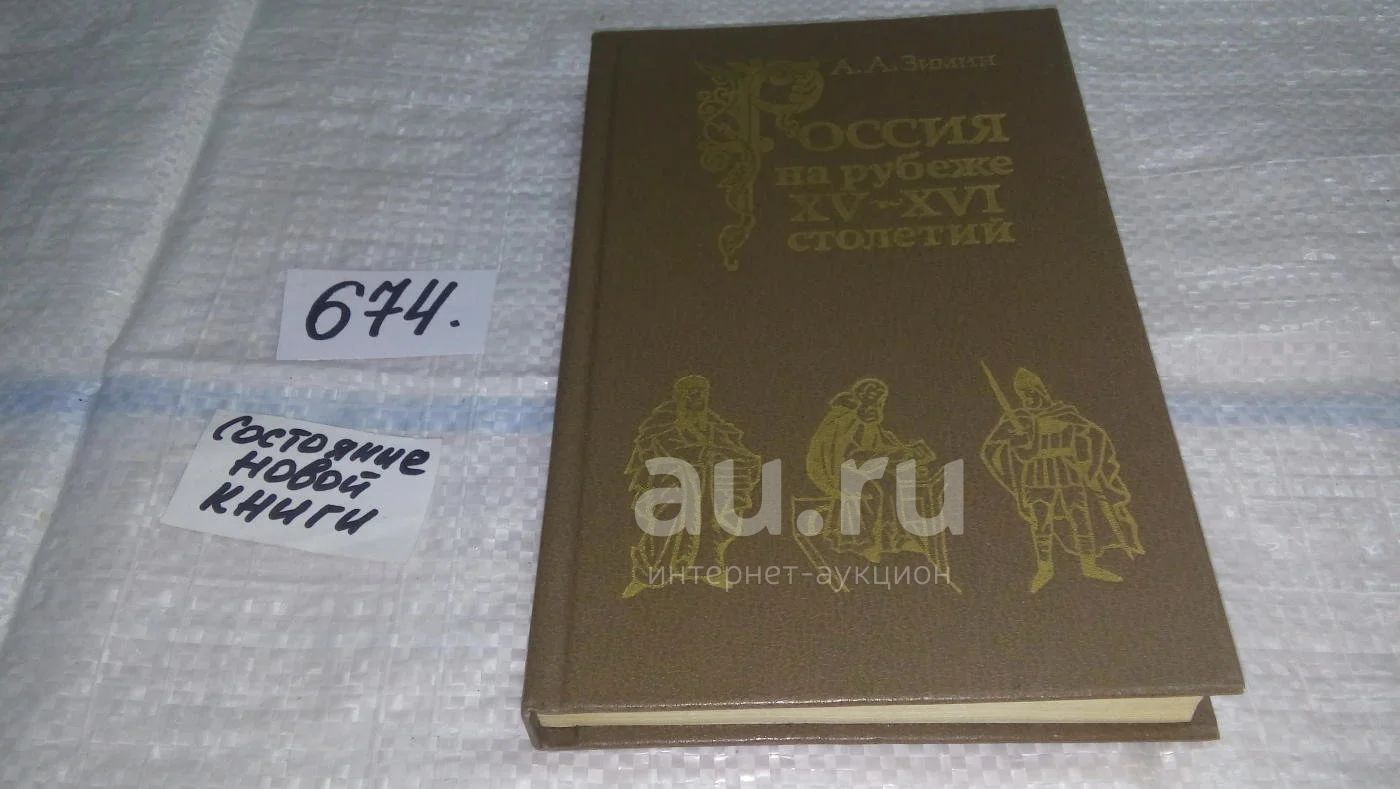 А. А. Зимин
РОССИЯ
на рубеже
XV–XVI
столетий
674.
Состояние
новой
книги
au.ru
интернет-аукцион